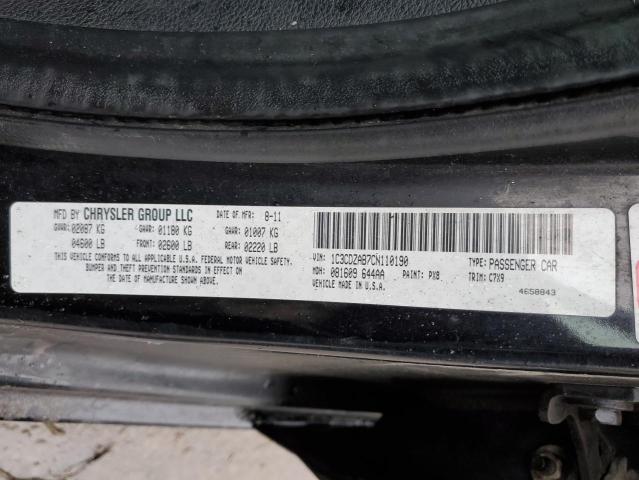 MFD BY CHRYSLER GROUP LLC DATE OF MFR 8-11
GVWR: 02087 KG GAWR: 01180 KG GAWR: 01007 KG
04600 LB FRONT: 02600 LB REAR: 02220 LB
THIS VEHICLE CONFORMS TO ALL APPLICABLE U.S.A. FEDERAL MOTOR VEHICLE SAFETY,
BUMPER AND THEFT PREVENTION STANDARDS IN EFFECT ON
THE DATE OF MANUFACTURE SHOWN ABOVE.
VIN: 1C3CDZAB7CN110190 TYPE: PASSENGER CAR
MDH: 081609 644AA PAINT: PX8 TRIM: C7X9
VEHICLE MADE IN U.S.A.
4658843